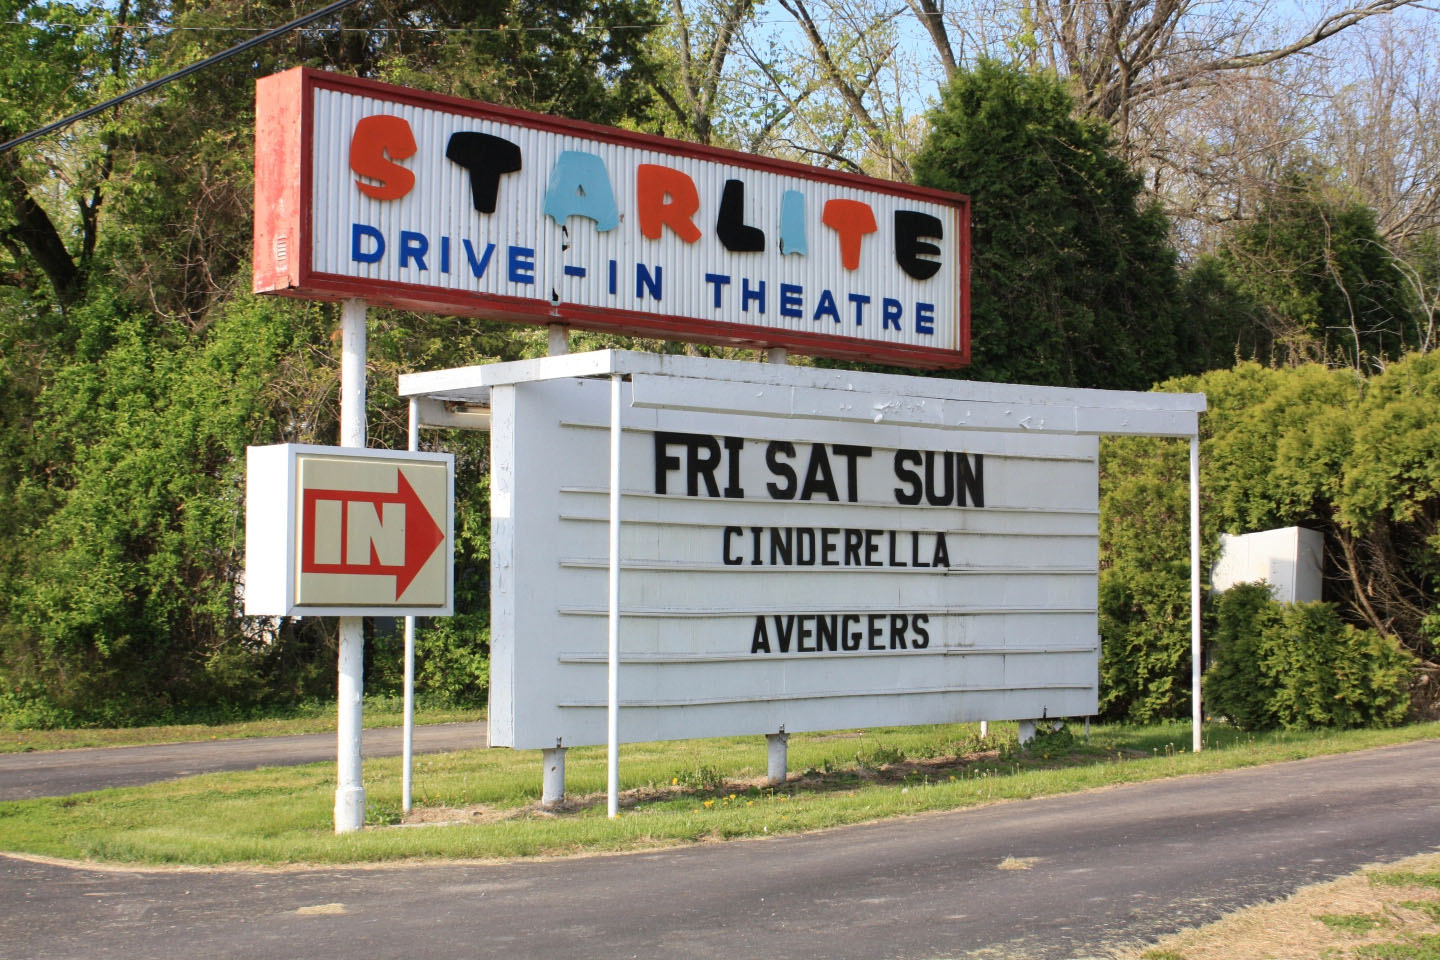 STARLITE
DRIVE-IN THEATRE
IN
FRI SAT SUN
CINDERELLA
AVENGERS